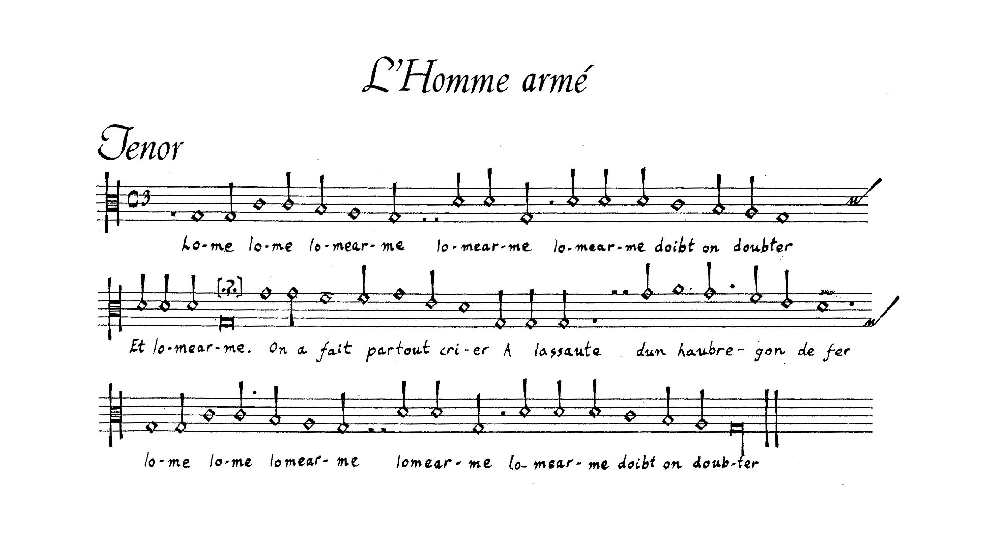 L'Homme armé
Tenor
C3
Lo-me lo-me lo-mear-me lo-mear-me lo-mear-me doibt on doubter
[.?.]
Et lo-mear-me. On a fait partout cri-er A lassaute dun haubre-gon de fer
lo-me lo-me lomear-me lomear-me lo-mear-me doibt on doub-ter